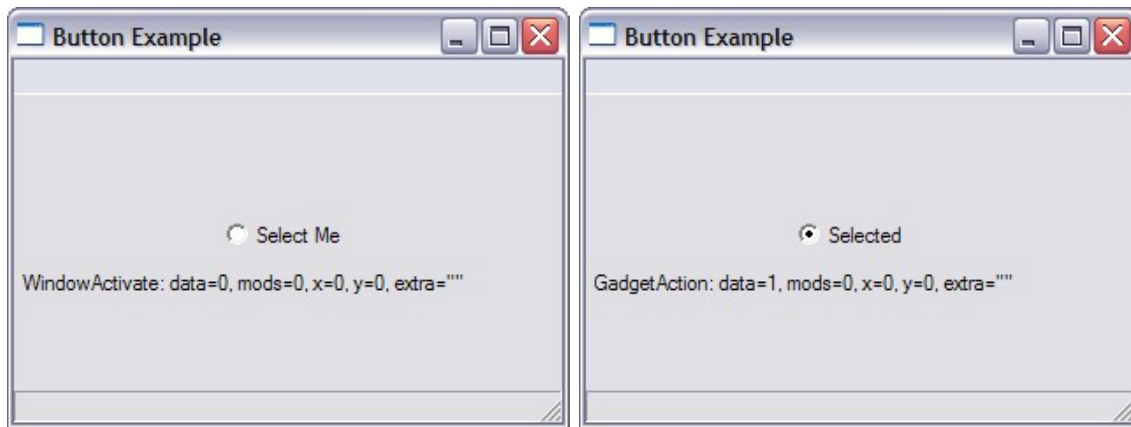 Button Example
Select Me
WindowActivate: data=0, mods=0, x=0, y=0, extra=""
Button Example
Selected
GadgetAction: data=1, mods=0, x=0, y=0, extra=""